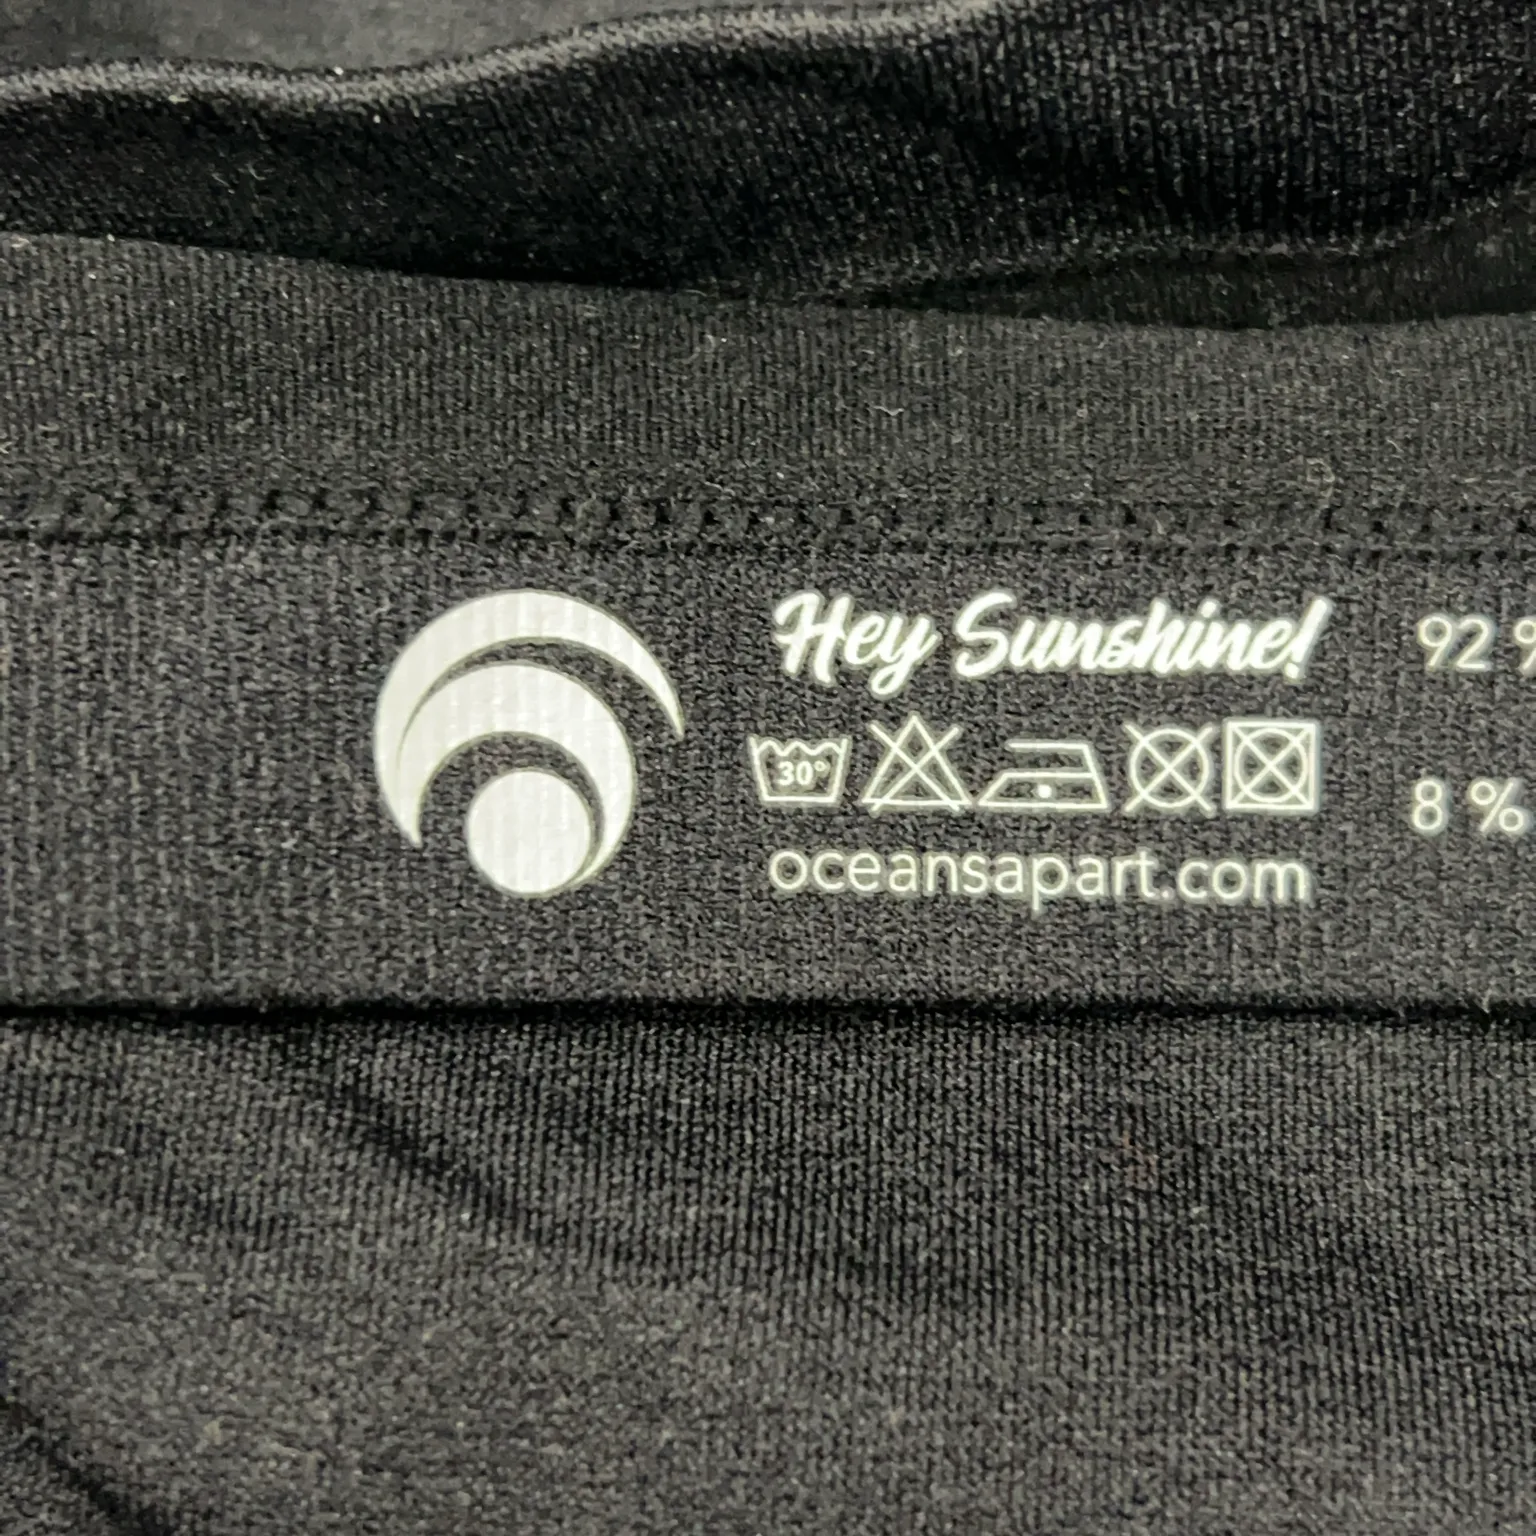 Hey Sunshine!
30°
oceansapart.com
92
8 %